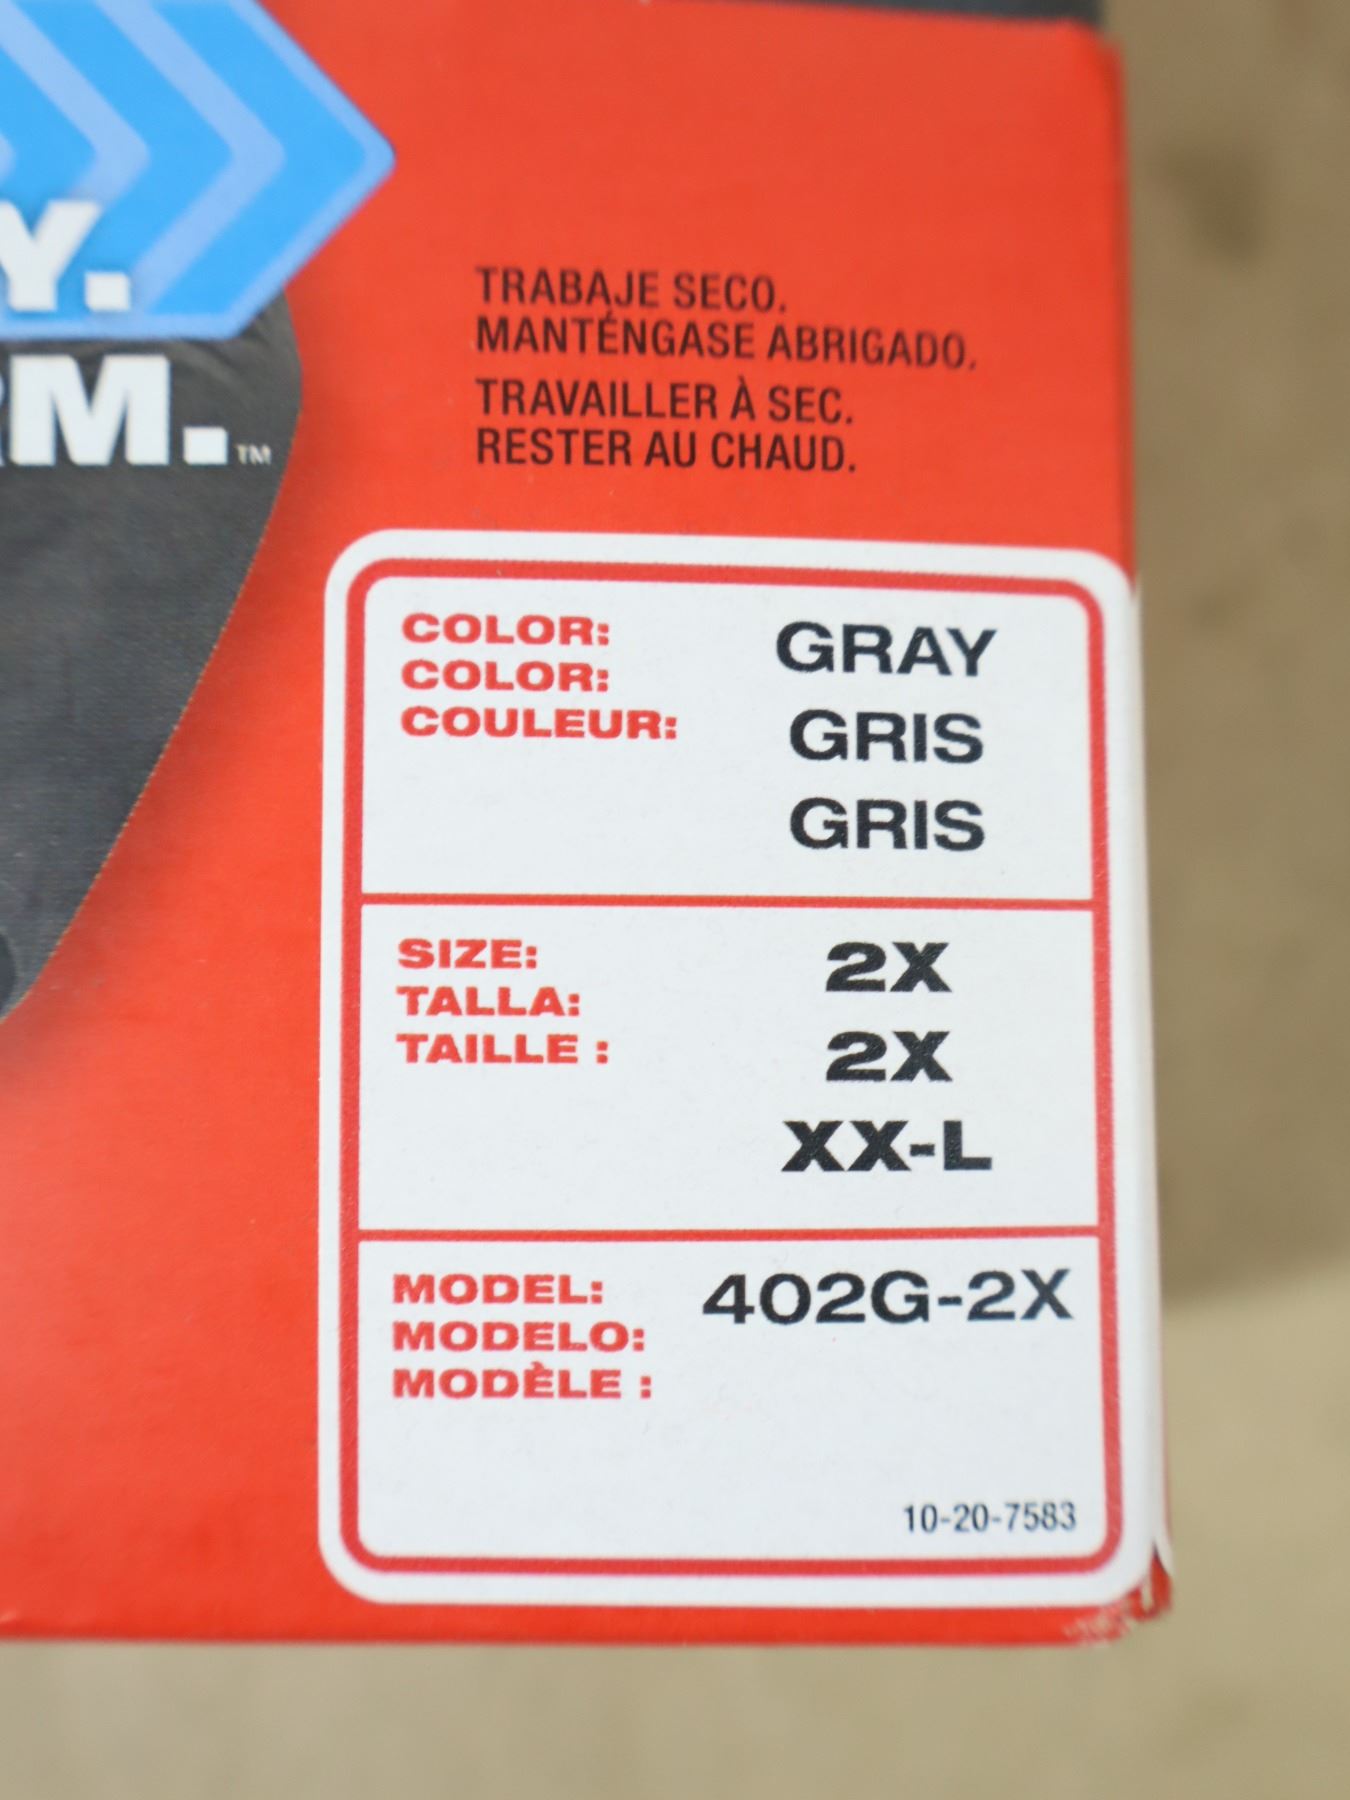 Y.
RM.™
TRABAJE SECO.
MANTÉNGASE ABRIGADO.
TRAVAILLER À SEC.
RESTER AU CHAUD.
COLOR: GRAY
COLOR: GRIS
COULEUR: GRIS
SIZE: 2X
TALLA: 2X
TAILLE : XX-L
MODEL: 402G-2X
MODELO:
MODÈLE :
10-20-7583